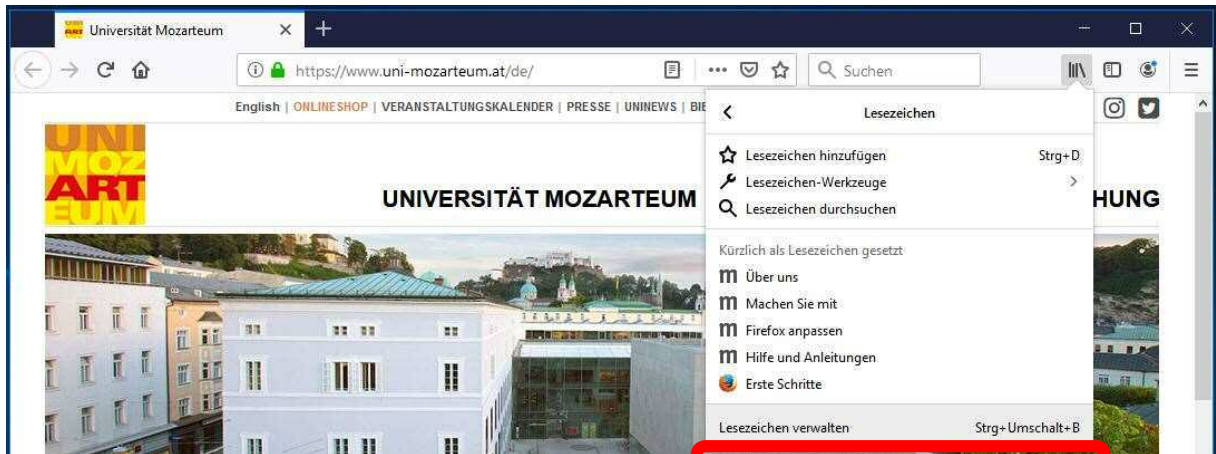 Universität Mozarteum
https://www.uni-mozarteum.at/de/
Suchen
English | ONLINESHOP | VERANSTALTUNGSKALENDER | PRESSE | UNINEWS | BIE
UNI
MOZ
ART
EUM
UNIVERSITÄT MOZARTEUM
HUNG
Lesezeichen
Lesezeichen hinzufügen Strg+D
Lesezeichen-Werkzeuge
Lesezeichen durchsuchen
Kürzlich als Lesezeichen gesetzt
Über uns
Machen Sie mit
Firefox anpassen
Hilfe und Anleitungen
Erste Schritte
Lesezeichen verwalten Strg+Umschalt+B